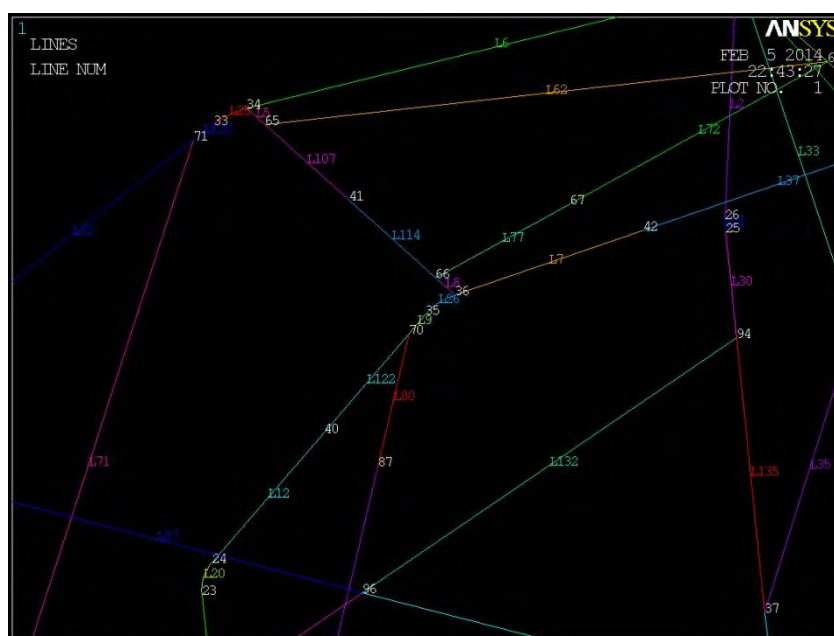 1
LINES
LINE NUM
ANSYS
FEB 5 2014
22:43:27
PLOT NO. 1
L6
L62
L2
L72
34
L5
33
65
71
L33
L107
L37
41
67
L114
26
25
42
L77
L7
66
L8
36
L26
35
L9
70
L30
94
L122
L80
40
87
L132
L135
L35
L71
L12
24
L20
23
96
37